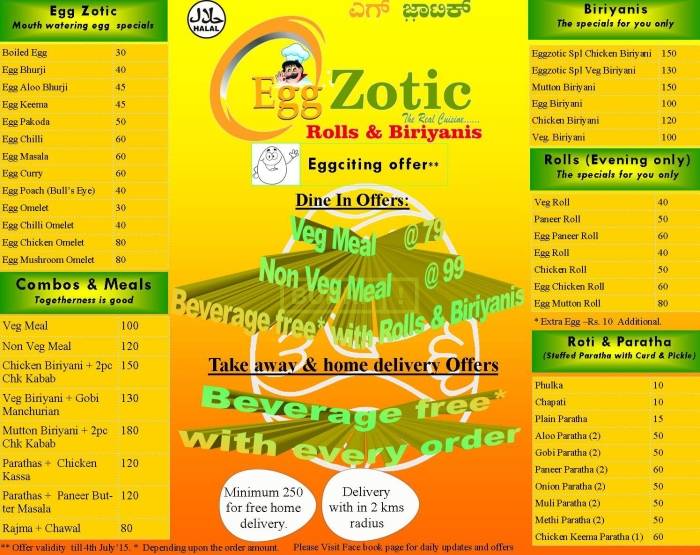 Egg Zotic
Mouth watering egg specials
Boiled Egg 30
Egg Bhurji 40
Egg Aloo Bhurji 45
Egg Keema 45
Egg Pakoda 50
Egg Chilli 60
Egg Masala 60
Egg Curry 60
Egg Poach (Bull's Eye) 40
Egg Omelet 30
Egg Chilli Omelet 40
Egg Chicken Omelet 80
Egg Mushroom Omelet 80
Combos & Meals
Togetherness is good
Veg Meal 100
Non Veg Meal 120
Chicken Biriyani + 2pc 150
Chk Kabab
Veg Biriyani + Gobi 130
Manchurian
Mutton Biriyani + 2pc 180
Chk Kabab
Parathas + Chicken 120
Kassa
Parathas + Paneer But- 120
ter Masala
Rajma + Chawal 80
حلال
HALAL
ಎಗ್ ಜ಼ಾಟಿಕ್
Egg Zotic
The Real Cuisine......
Rolls & Biriyanis
Eggciting offer**
Dine In Offers:
Veg Meal @ 79
Non Veg Meal @ 99
Beverage free* with Rolls & Biriyanis
Take away & home delivery Offers
Beverage free*
with every order
Minimum 250
for free home
delivery.
Delivery
with in 2 kms
radius
Biriyanis
The specials for you only
Eggzotic Spl Chicken Biriyani 150
Eggzotic Spl Veg Biriyani 130
Mutton Biriyani 150
Egg Biriyani 100
Chicken Biriyani 120
Veg. Biriyani 100
Rolls (Evening only)
The specials for you only
Veg Roll 40
Paneer Roll 50
Egg Paneer Roll 60
Egg Roll 40
Chicken Roll 50
Egg Chicken Roll 60
Egg Mutton Roll 80
* Extra Egg –Rs. 10 Additional.
Roti & Paratha
(Stuffed Paratha with Curd & Pickle)
Phulka 10
Chapati 10
Plain Paratha 15
Aloo Paratha (2) 50
Gobi Paratha (2) 50
Paneer Paratha (2) 60
Onion Paratha (2) 50
Muli Paratha (2) 50
Methi Paratha (2) 50
Chicken Keema Paratha (1) 60
** Offer validity till 4th July'15. * Depending upon the order amount. Please Visit Face book page for daily updates and offers